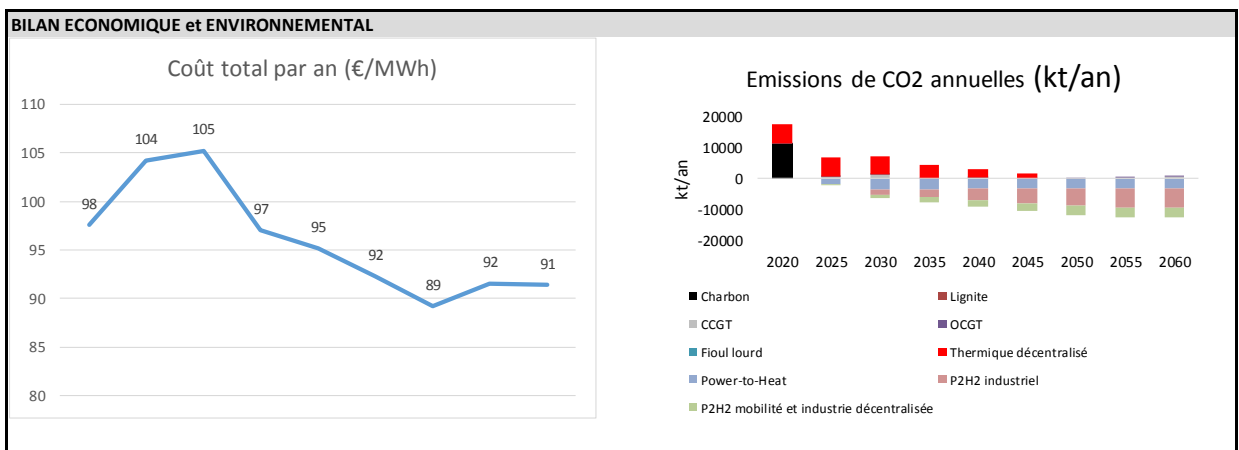 BILAN ECONOMIQUE et ENVIRONNEMENTAL
Coût total par an (€/MWh)
110
105
100
95
90
85
80
98
104
105
97
95
92
89
92
91
Emissions de CO2 annuelles (kt/an)
kt/an
20000
10000
0
-10000
-20000
2020 2025 2030 2035 2040 2045 2050 2055 2060
Charbon
Lignite
CCGT
OCGT
Fioul lourd
Thermique décentralisé
Power-to-Heat
P2H2 industriel
P2H2 mobilité et industrie décentralisée